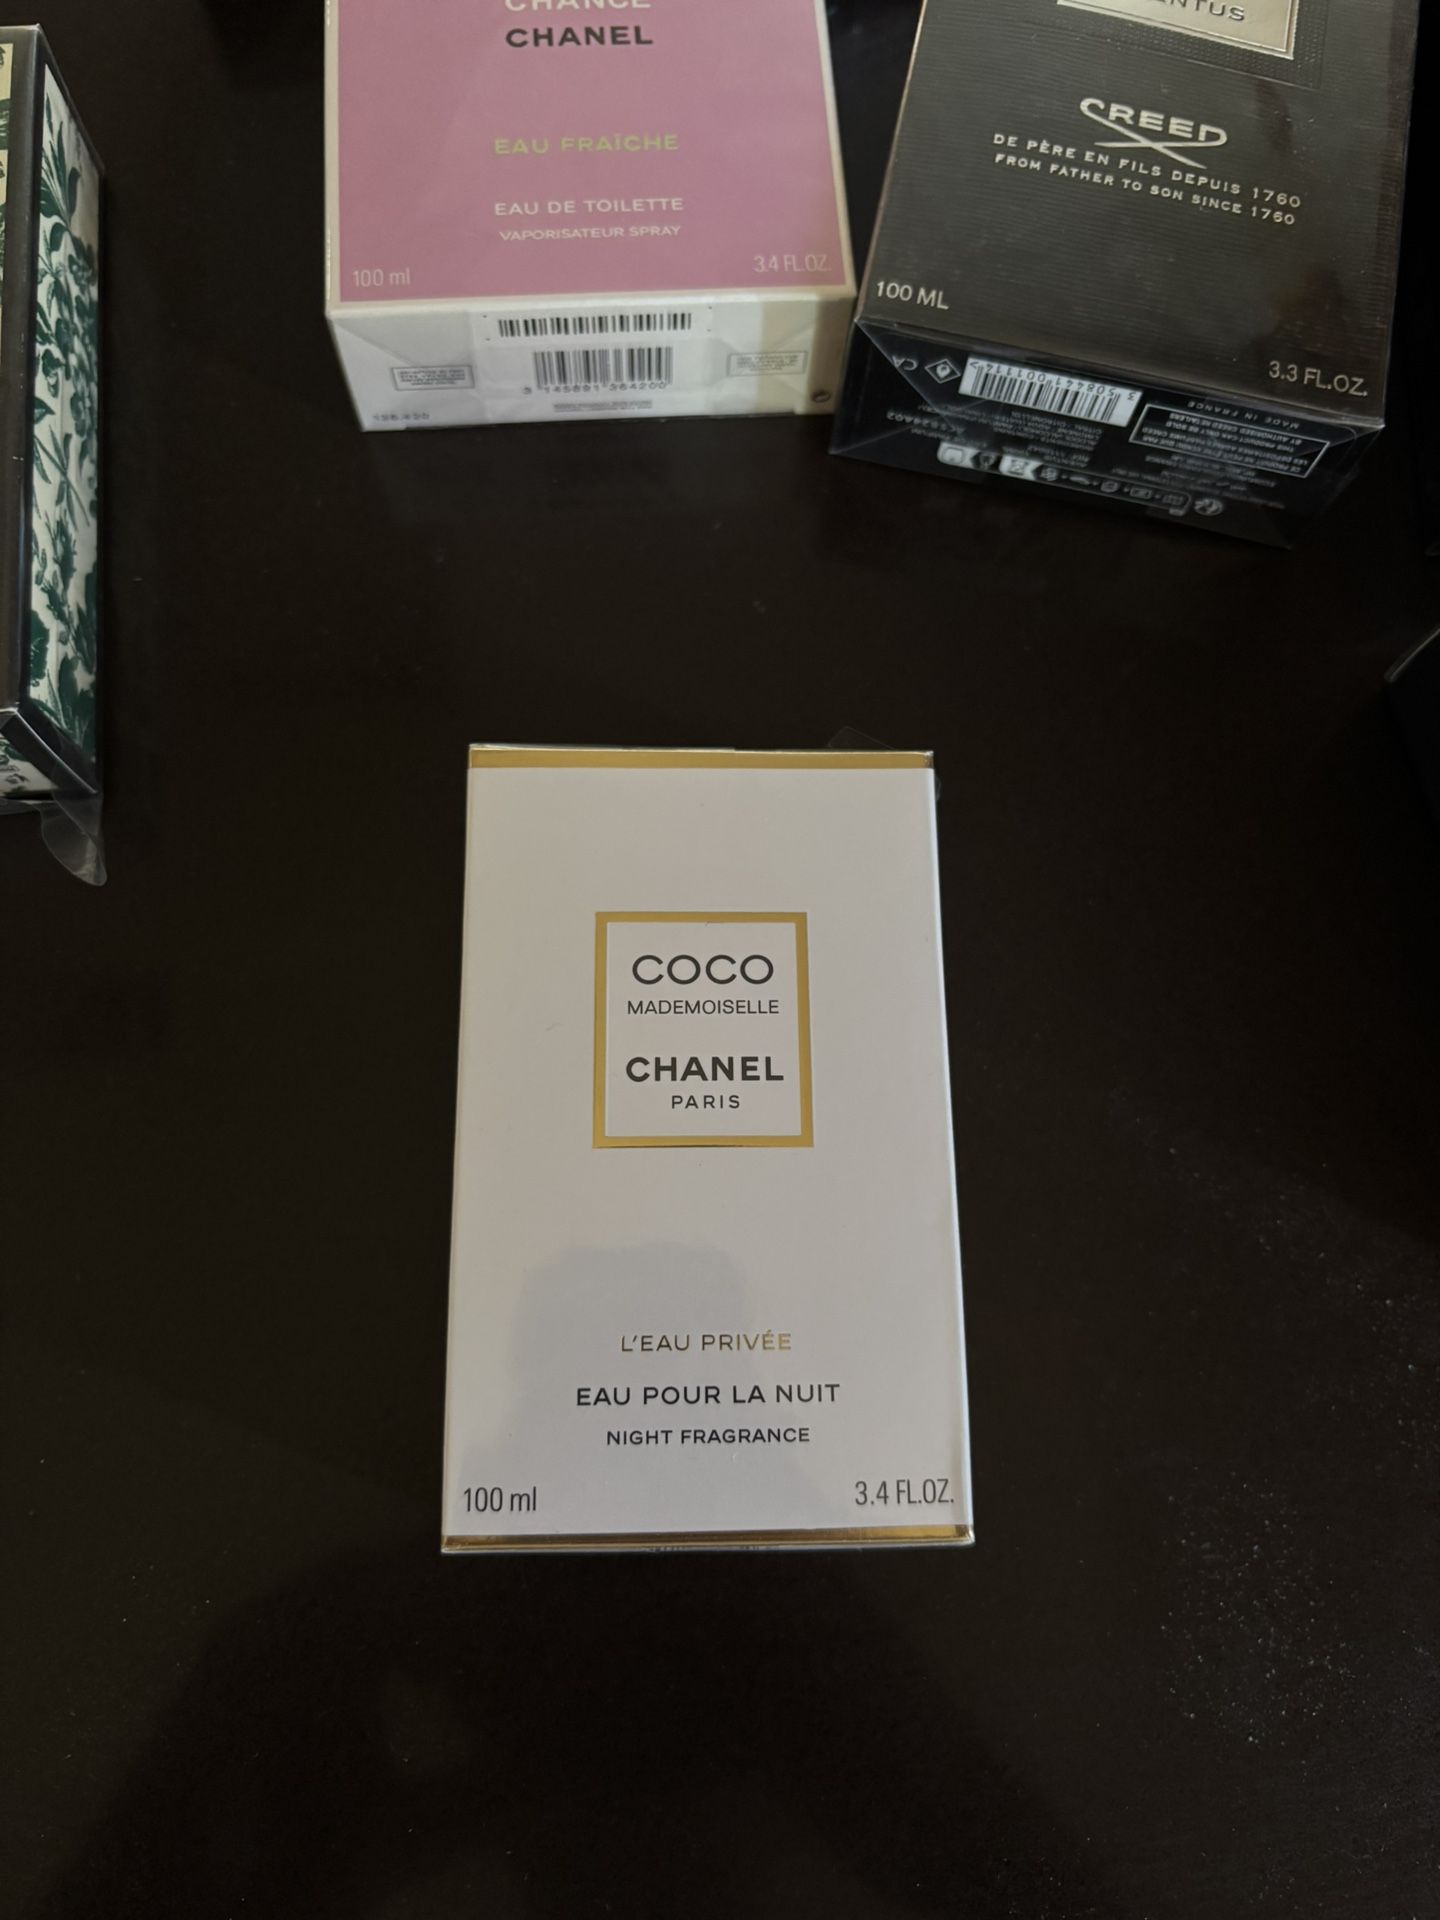 CHANCE
CHANEL
EAU FRAÎCHE
EAU DE TOILETTE
VAPORISATEUR SPRAY
100 ml
3.4 FL.OZ.
CREED
DE PÈRE EN FILS DEPUIS 1760
FROM FATHER TO SON SINCE 1760
100 ML
3.3 FL.OZ.
MADE IN FRANCE
COCO
MADEMOISELLE
CHANEL
PARIS
L'EAU PRIVÉE
EAU POUR LA NUIT
NIGHT FRAGRANCE
100 ml
3.4 FL.OZ.